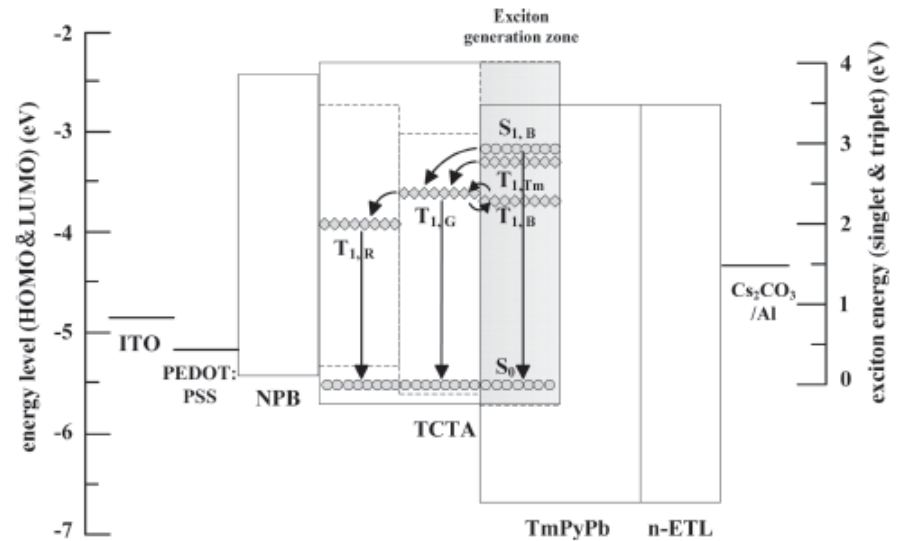 Exciton
generation zone
energy level (HOMO&LUMO) (eV)
-2
-3
-4
-5
-6
-7
ITO
PEDOT:
PSS
NPB
T1, R
T1, G
S1, B
T1,Tm
T1, B
S0
TCTA
TmPyPb
n-ETL
Cs2CO3
/Al
4
3
2
1
0
exciton energy (singlet & triplet) (eV)